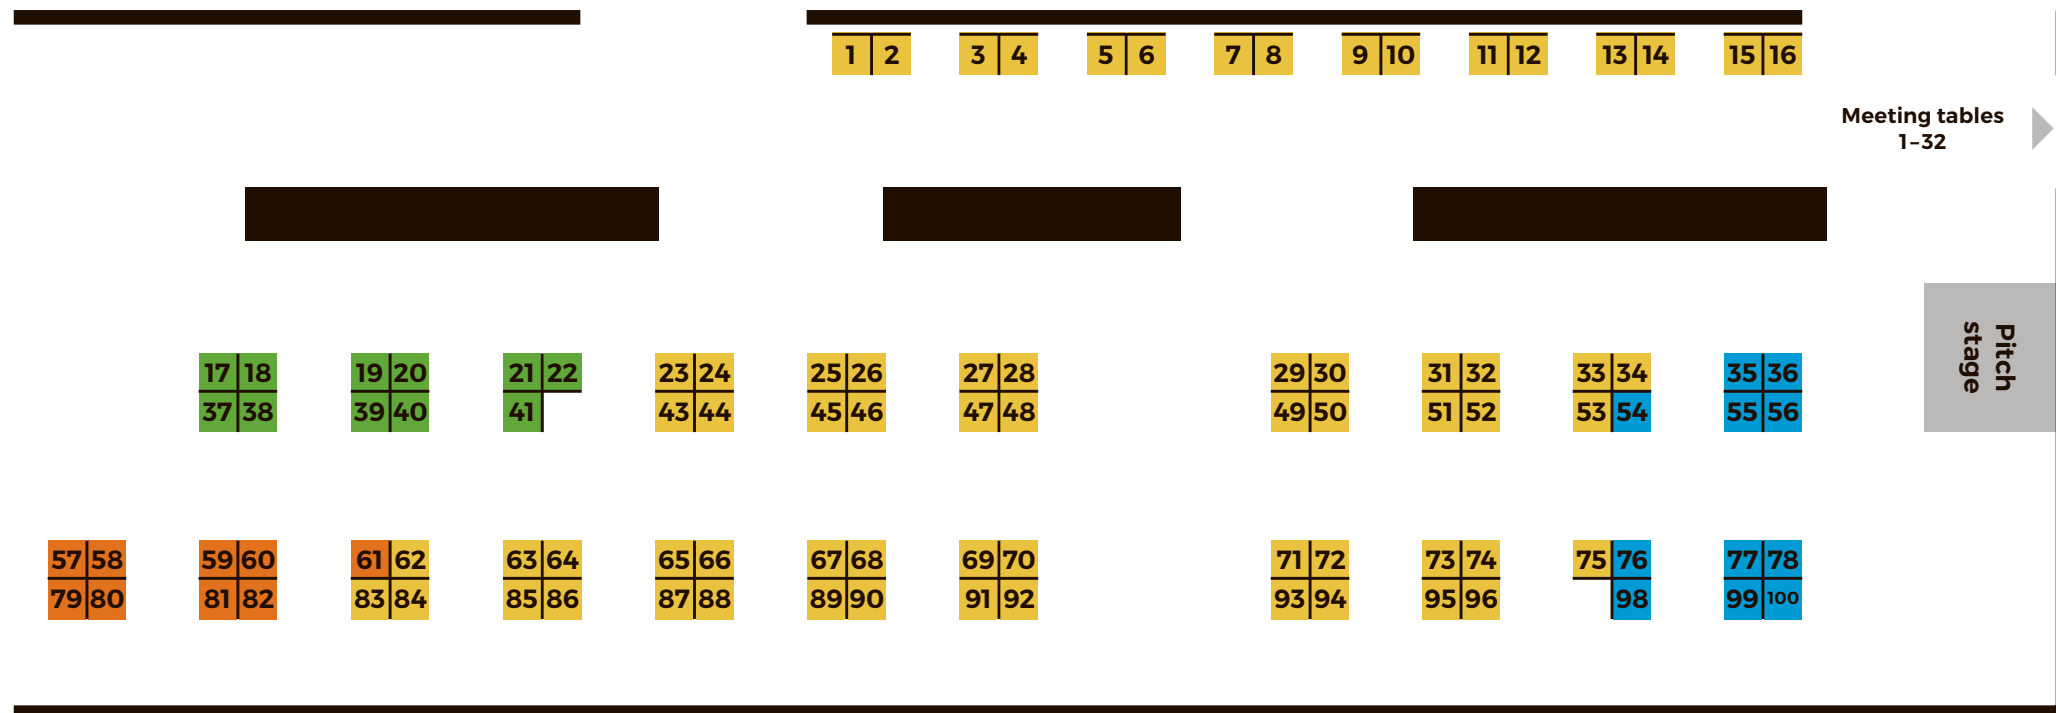 1 2 3 4 5 6 7 8 9 10 11 12 13 14 15 16
Meeting tables
1-32
Pitch
stage
17 18 19 20 21 22 23 24 25 26 27 28 29 30 31 32 33 34 35 36
37 38 39 40 41 43 44 45 46 47 48 49 50 51 52 53 54 55 56
57 58 59 60 61 62 63 64 65 66 67 68 69 70 71 72 73 74 75 76 77 78
79 80 81 82 83 84 85 86 87 88 89 90 91 92 93 94 95 96 98 99 100